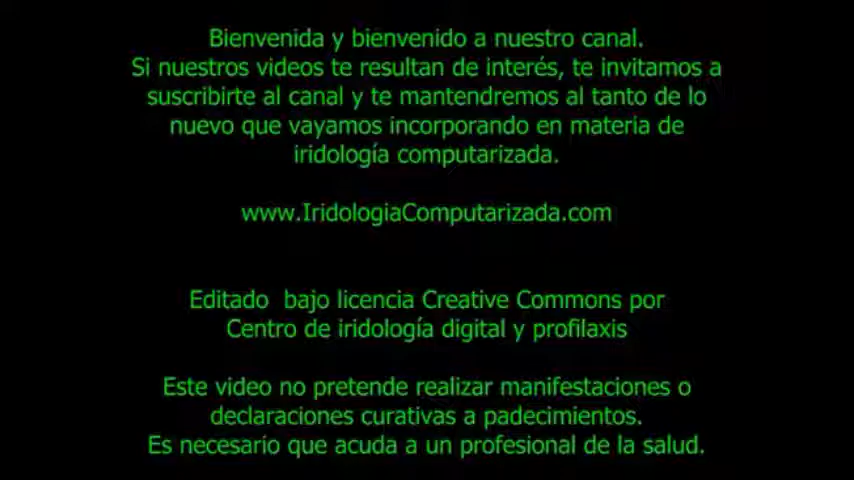 Bienvenida y bienvenido a nuestro canal.
Si nuestros videos te resultan de interés, te invitamos a
suscribirte al canal y te mantendremos al tanto de lo
nuevo que vayamos incorporando en materia de
iridología computarizada.
www.IridologiaComputarizada.com
Editado bajo licencia Creative Commons por
Centro de iridología digital y profilaxis
Este video no pretende realizar manifestaciones o
declaraciones curativas a padecimientos.
Es necesario que acuda a un profesional de la salud.